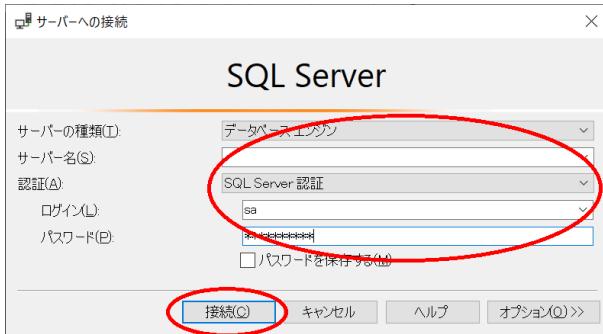 サーバーへの接続
SQL Server
サーバーの種類(T):
データベース エンジン
サーバー名(S):
認証(A):
SQL Server 認証
ログイン(L):
sa
パスワード(P):
************
パスワードを保存する(M)
接続(C)
キャンセル
ヘルプ
オプション(O) >>